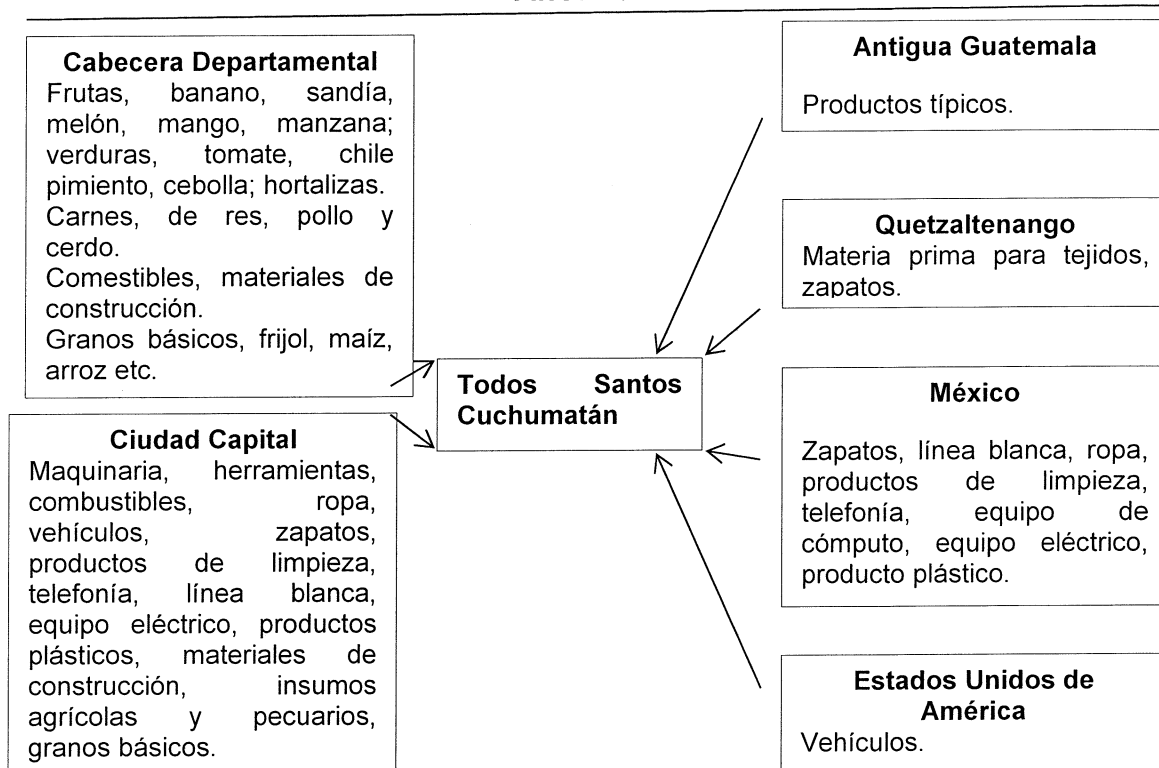 Cabecera Departamental
Frutas, banano, sandía,
melón, mango, manzana;
verduras, tomate, chile
pimiento, cebolla; hortalizas.
Carnes, de res, pollo y
cerdo.
Comestibles, materiales de
construcción.
Granos básicos, frijol, maíz,
arroz etc.
Ciudad Capital
Maquinaria, herramientas,
combustibles, ropa,
vehículos, zapatos,
productos de limpieza,
telefonía, línea blanca,
equipo eléctrico, productos
plásticos, materiales de
construcción, insumos
agrícolas y pecuarios,
granos básicos.
Todos Santos
Cuchumatán
Antigua Guatemala
Productos típicos.
Quetzaltenango
Materia prima para tejidos,
zapatos.
México
Zapatos, línea blanca, ropa,
productos de limpieza,
telefonía, equipo de
cómputo, equipo eléctrico,
producto plástico.
Estados Unidos de
América
Vehículos.